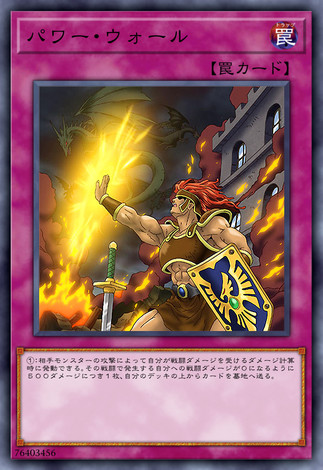 パワー・ウォール
トラップ
罠
【罠カード】
①:相手モンスターの攻撃によって自分が戦闘ダメージを受けるダメージ計算
時に発動できる。その戦闘で発生する自分への戦闘ダメージが0になるように
500ダメージにつき1枚、自分のデッキの上からカードを墓地へ送る。
76403456